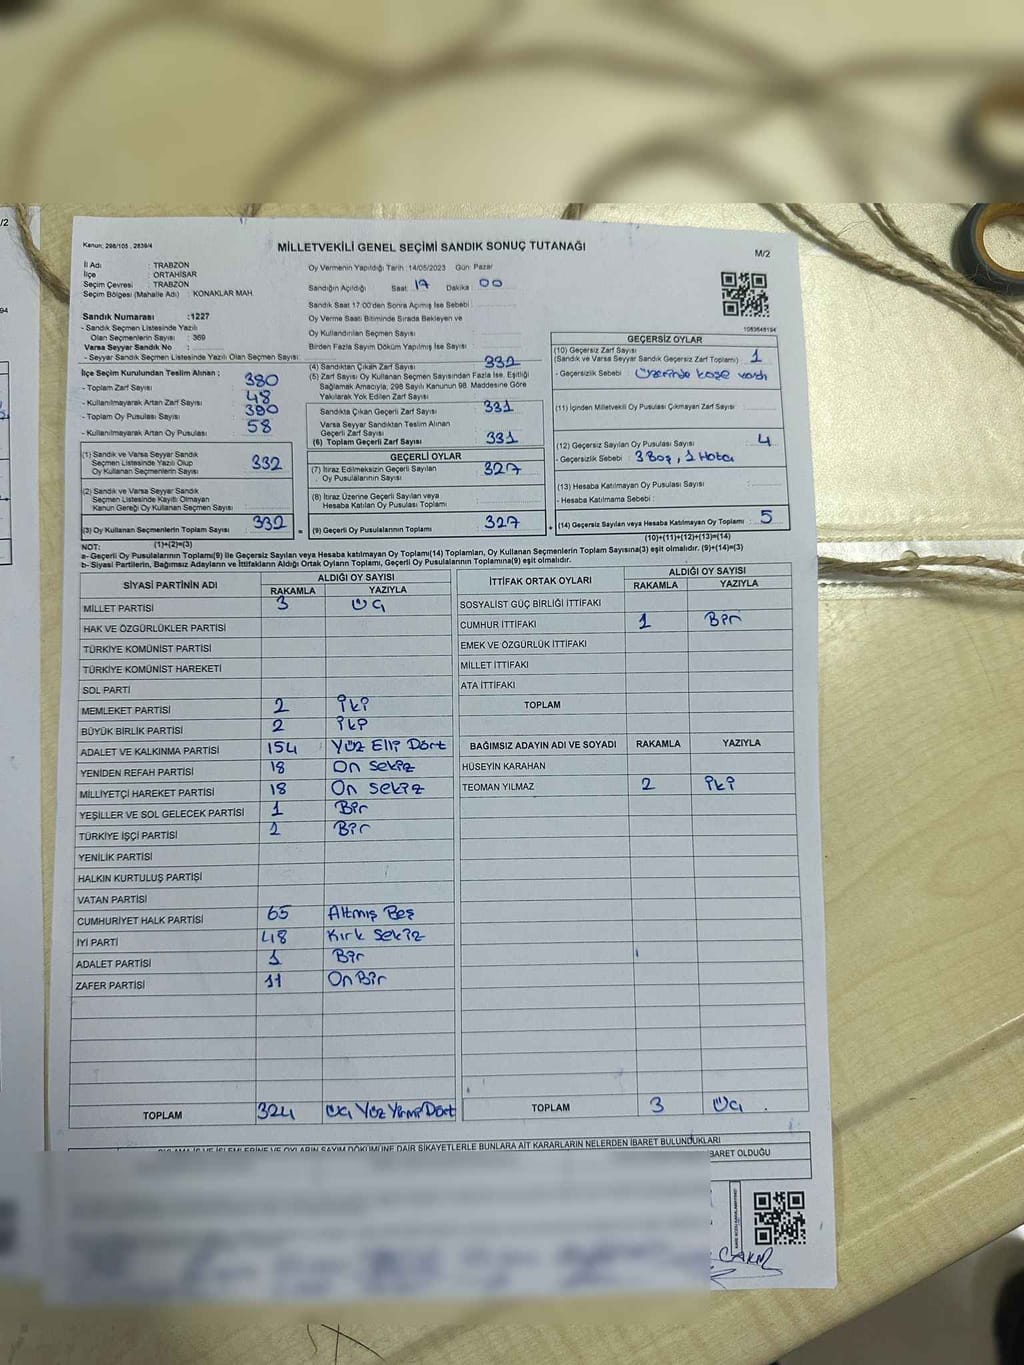 Kanun: 298/105 , 2839/4
MİLLETVEKİLİ GENEL SEÇİMİ SANDIK SONUÇ TUTANAĞI
M/2
İl Adı : TRABZON
İlçe : ORTAHİSAR
Seçim Çevresi : TRABZON
Seçim Bölgesi (Mahalle Adı) : KONAKLAR MAH.
Sandık Numarası :1227
- Sandık Seçmen Listesinde Yazılı
Olan Seçmenlerin Sayısı : 369
Varsa Seyyar Sandık No :
- Seyyar Sandık Seçmen Listesinde Yazılı Olan Seçmen Sayısı:
Oy Vermenin Yapıldığı Tarih :14/05/2023 Gün: Pazar
Sandığın Açıldığı Saat 17 Dakika 00
Sandık Saat 17:00'den Sonra Açılmış İse Sebebi :
Oy Verme Saati Bitiminde Sırada Bekleyen ve
Oy Kullandırılan Seçmen Sayısı :
Birden Fazla Sayım Döküm Yapılmış İse Sayısı :
1083648194
İlçe Seçim Kurulundan Teslim Alınan ;
- Toplam Zarf Sayısı : 380
- Kullanılmayarak Artan Zarf Sayısı : 48
- Toplam Oy Pusulası Sayısı : 390
- Kullanılmayarak Artan Oy Pusulası : 58
(4) Sandıktan Çıkan Zarf Sayısı : 332
(5) Zarf Sayısı Oy Kullanan Seçmen Sayısından Fazla İse, Eşitliği
Sağlamak Amacıyla, 298 Sayılı Kanunun 98. Maddesine Göre
Yakılarak Yok Edilen Zarf Sayısı :
Sandıkta Çıkan Geçerli Zarf Sayısı : 331
Varsa Seyyar Sandıktan Teslim Alınan
Geçerli Zarf Sayısı
(6) Toplam Geçerli Zarf Sayısı : 331
GEÇERSİZ OYLAR
(10) Geçersiz Zarf Sayısı
(Sandık ve Varsa Seyyar Sandık Geçersiz Zarf Toplamı) : 1
- Geçersizlik Sebebi : Üzerinde kaşe vardı
(11) İçinden Milletvekili Oy Pusulası Çıkmayan Zarf Sayısı :
(12) Geçersiz Sayılan Oy Pusulası Sayısı : 4
- Geçersizlik Sebebi : 3 Boş, 1 Hata
(13) Hesaba Katılmayan Oy Pusulası Sayısı :
- Hesaba Katılmama Sebebi :
(14) Geçersiz Sayılan veya Hesaba Katılmayan Oy Toplamı : 5
(10)+(11)+(12)+(13)=(14)
(1) Sandık ve Varsa Seyyar Sandık
Seçmen Listesinde Yazılı Olup
Oy Kullanan Seçmenlerin Sayısı : 332
(2) Sandık ve Varsa Seyyar Sandık
Seçmen Listesinde Kayıtlı Olmayan
Kanun Gereği Oy Kullanan Seçmen Sayısı :
(3) Oy Kullanan Seçmenlerin Toplam Sayısı : 332 =
(1)+(2)=(3)
GEÇERLİ OYLAR
(7) İtiraz Edilmeksizin Geçerli Sayılan
Oy Pusulalarının Sayısı : 327
(8) İtiraz Üzerine Geçerli Sayılan veya
Hesaba Katılan Oy Pusulası Toplamı :
(9) Geçerli Oy Pusulalarının Toplamı : 327 +
NOT:
a- Geçerli Oy Pusulalarının Toplamı(9) ile Geçersiz Sayılan veya Hesaba katılmayan Oy Toplamı(14) Toplamları, Oy Kullanan Seçmenlerin Toplam Sayısına(3) eşit olmalıdır. (9)+(14)=(3)
b- Siyasi Partilerin, Bağımsız Adayların ve İttifakların Aldığı Ortak Oyların Toplamı, Geçerli Oy Pusulalarının Toplamına(9) eşit olmalıdır.
SİYASİ PARTİNİN ADI ALDIĞI OY SAYISI
RAKAMLA YAZIYLA
MİLLET PARTİSİ 3 Üç
HAK VE ÖZGÜRLÜKLER PARTİSİ
TÜRKİYE KOMÜNİST PARTİSİ
TÜRKİYE KOMÜNİST HAREKETİ
SOL PARTİ
MEMLEKET PARTİSİ 2 İki
BÜYÜK BİRLİK PARTİSİ 2 İki
ADALET VE KALKINMA PARTİSİ 154 Yüz Elli Dört
YENİDEN REFAH PARTİSİ 18 On Sekiz
MİLLİYETÇİ HAREKET PARTİSİ 18 On Sekiz
YEŞİLLER VE SOL GELECEK PARTİSİ 1 Bir
TÜRKİYE İŞÇİ PARTİSİ 1 Bir
YENİLİK PARTİSİ
HALKIN KURTULUŞ PARTİSİ
VATAN PARTİSİ
CUMHURİYET HALK PARTİSİ 65 Altmış Beş
İYİ PARTİ 48 Kırk Sekiz
ADALET PARTİSİ 1 Bir
ZAFER PARTİSİ 11 On Bir
TOPLAM 324 Üç Yüz Yirmi Dört
İTTİFAK ORTAK OYLARI ALDIĞI OY SAYISI
RAKAMLA YAZIYLA
SOSYALİST GÜÇ BİRLİĞİ İTTİFAKI
CUMHUR İTTİFAKI 1 Bir
EMEK VE ÖZGÜRLÜK İTTİFAKI
MİLLET İTTİFAKI
ATA İTTİFAKI
TOPLAM
BAĞIMSIZ ADAYIN ADI VE SOYADI RAKAMLA YAZIYLA
HÜSEYİN KARAHAN
TEOMAN YILMAZ 2 İki
TOPLAM 3 Üç
BARET OLDUĞU